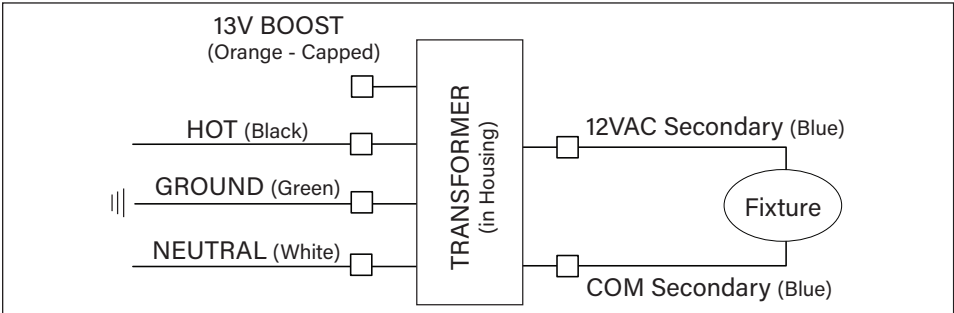 13V BOOST
(Orange - Capped)
HOT (Black)
GROUND (Green)
NEUTRAL (White)
TRANSFORMER
(in Housing)
12VAC Secondary (Blue)
Fixture
COM Secondary (Blue)